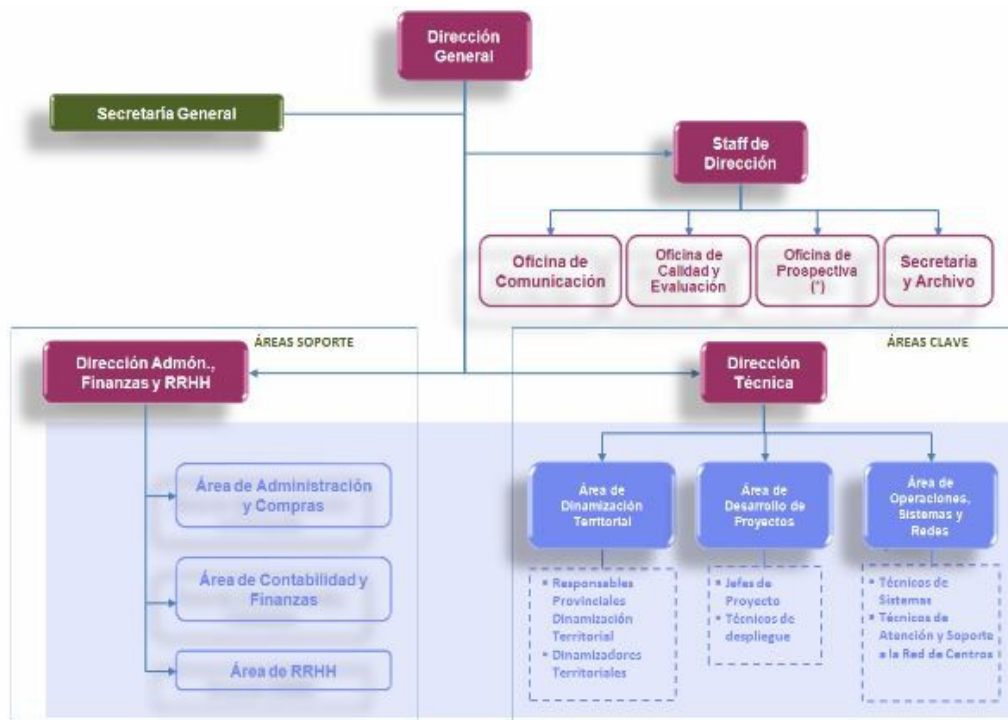 Dirección
General
Secretaría General
Staff de
Dirección
Oficina de
Comunicación
Oficina de
Calidad y
Evaluación
Oficina de
Prospectiva
(*)
Secretaria
y Archivo
ÁREAS SOPORTE
ÁREAS CLAVE
Dirección Admón.,
Finanzas y RRHH
Dirección
Técnica
Área de Administración
y Compras
Área de Contabilidad y
Finanzas
Área de RRHH
Área de
Dinamización
Territorial
Área de
Desarrollo de
Proyectos
Área de
Operaciones,
Sistemas y
Redes
▪ Responsables
Provinciales
Dinamización
Territorial
▪ Dinamizadores
Territoriales
▪ Jefes de
Proyecto
▪ Técnicos de
despliegue
▪ Técnicos de
Sistemas
▪ Técnicos de
Atención y Soporte
a la Red de Centros